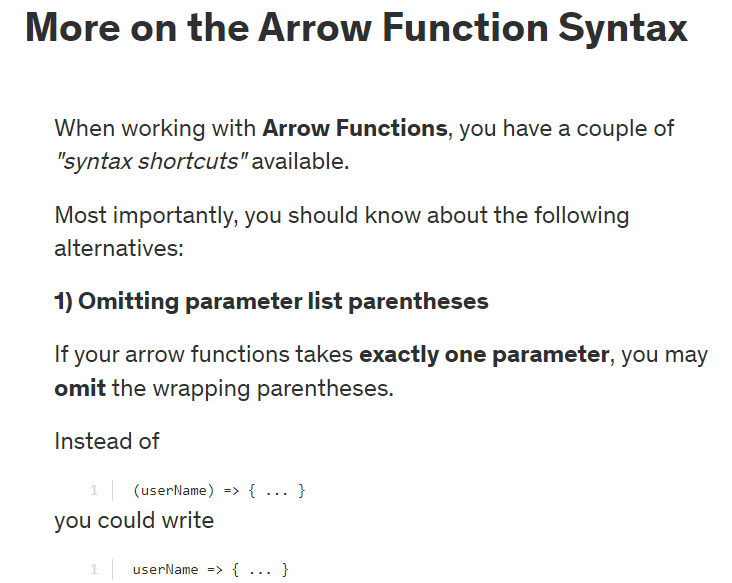 More on the Arrow Function Syntax
When working with Arrow Functions, you have a couple of
"syntax shortcuts" available.
Most importantly, you should know about the following
alternatives:
1) Omitting parameter list parentheses
If your arrow functions takes exactly one parameter, you may
omit the wrapping parentheses.
Instead of
1 (userName) => { ... }
you could write
1 userName => { ... }